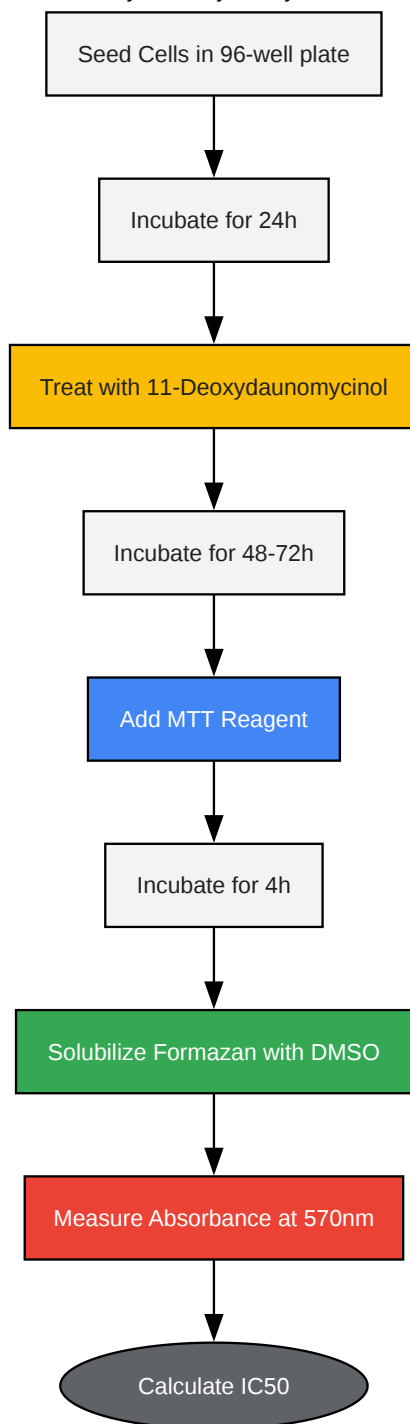 Seed Cells in 96-well plate
Incubate for 24h
Treat with 11-Deoxydaunomycinol
Incubate for 48-72h
Add MTT Reagent
Incubate for 4h
Solubilize Formazan with DMSO
Measure Absorbance at 570nm
Calculate IC50